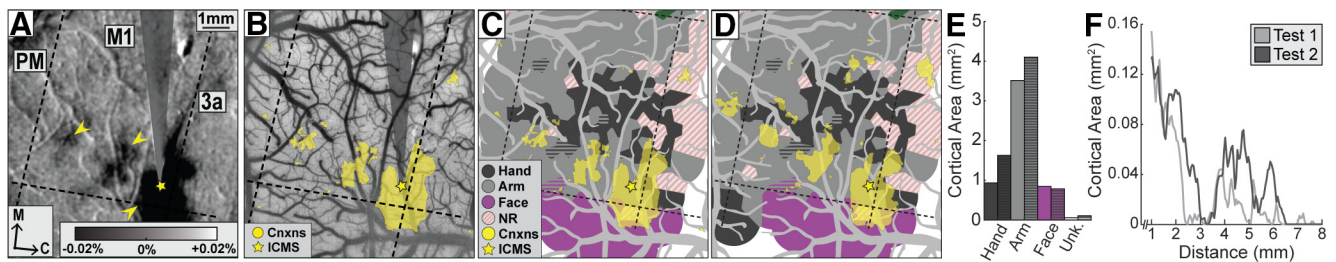 A
M1
1mm
PM
3a
M
C
-0.02% 0% +0.02%
B
Cnxns
ICMS
C
Hand
Arm
Face
NR
Cnxns
ICMS
D
E
Cortical Area (mm²)
5
4
3
2
1
0
Hand
Arm
Face
Unk.
F
Cortical Area (mm²)
0.16
0.12
0.08
0.04
0
Test 1
Test 2
1 2 3 4 5 6 7 8
Distance (mm)